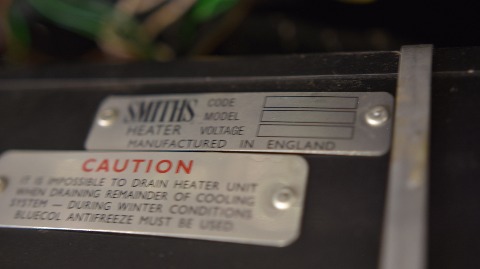 SMITHS CODE
MODEL
HEATER VOLTAGE
MANUFACTURED IN ENGLAND
CAUTION
IT IS IMPOSSIBLE TO DRAIN HEATER UNIT
WHEN DRAINING REMAINDER OF COOLING
SYSTEM — DURING WINTER CONDITIONS
BLUECOL ANTIFREEZE MUST BE USED